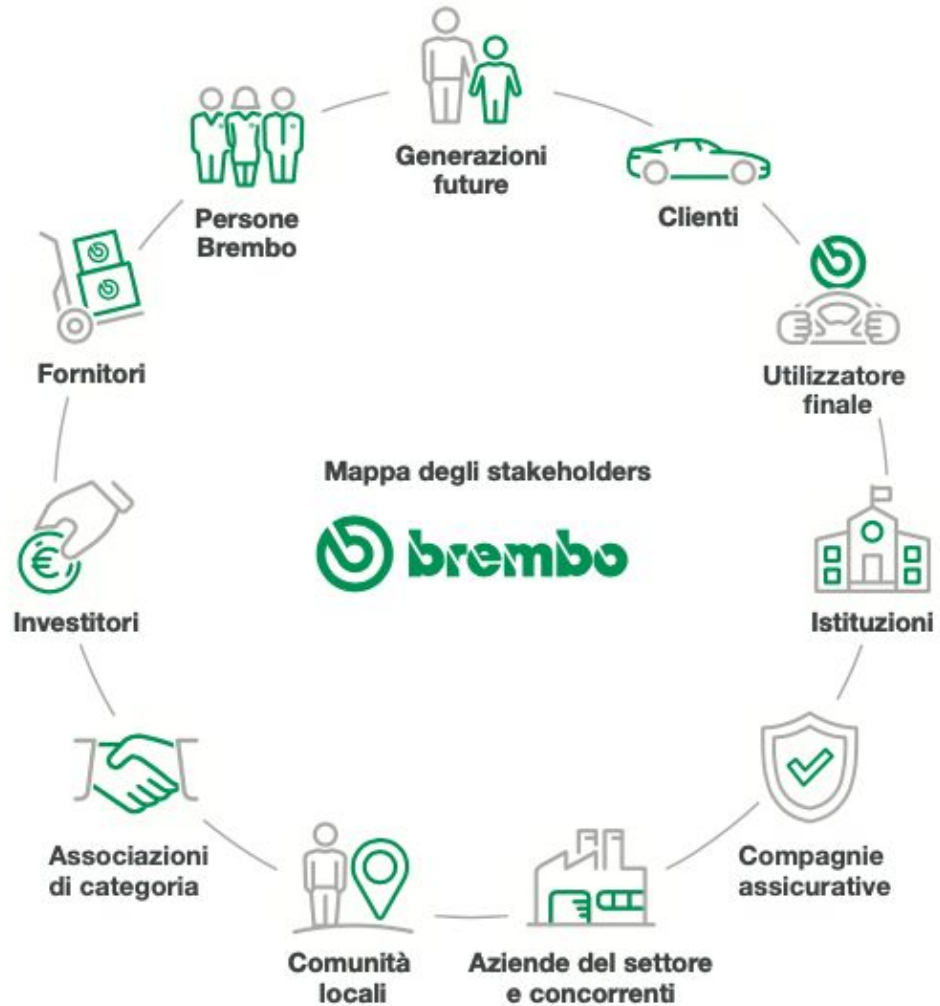 Generazioni
future
Clienti
Persone
Brembo
Utilizzatore
finale
Fornitori
Mappa degli stakeholders
brembo
Istituzioni
€
Investitori
Compagnie
assicurative
Associazioni
di categoria
Aziende del settore
e concorrenti
Comunità
locali